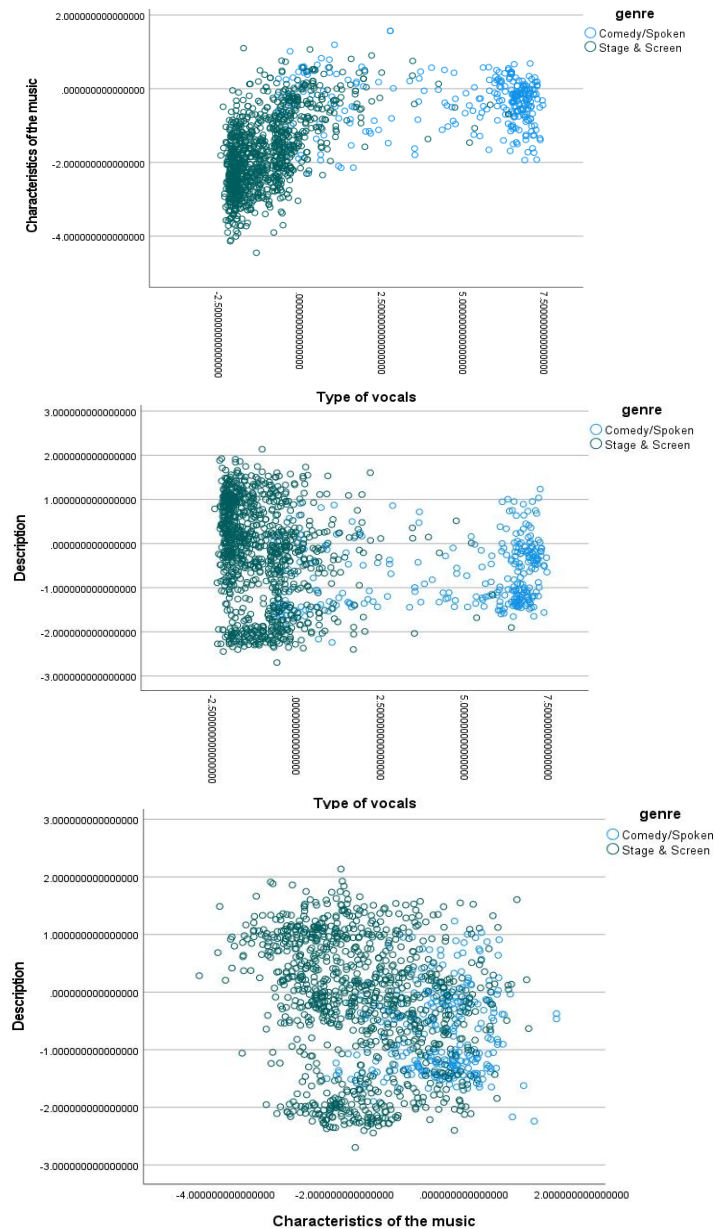 genre
Comedy/Spoken
Stage & Screen
2.000000000000000
.000000000000000
-2.000000000000000
-4.000000000000000
Characteristics of the music
-2.500000000000000
.000000000000000
2.500000000000000
5.000000000000000
7.500000000000000
Type of vocals
genre
Comedy/Spoken
Stage & Screen
3.000000000000000
2.000000000000000
1.000000000000000
.000000000000000
-1.000000000000000
-2.000000000000000
-3.000000000000000
Description
-2.500000000000000
.000000000000000
2.500000000000000
5.000000000000000
7.500000000000000
Type of vocals
genre
Comedy/Spoken
Stage & Screen
3.000000000000000
2.000000000000000
1.000000000000000
.000000000000000
-1.000000000000000
-2.000000000000000
-3.000000000000000
Description
-4.000000000000000
-2.000000000000000
.000000000000000
2.000000000000000
Characteristics of the music